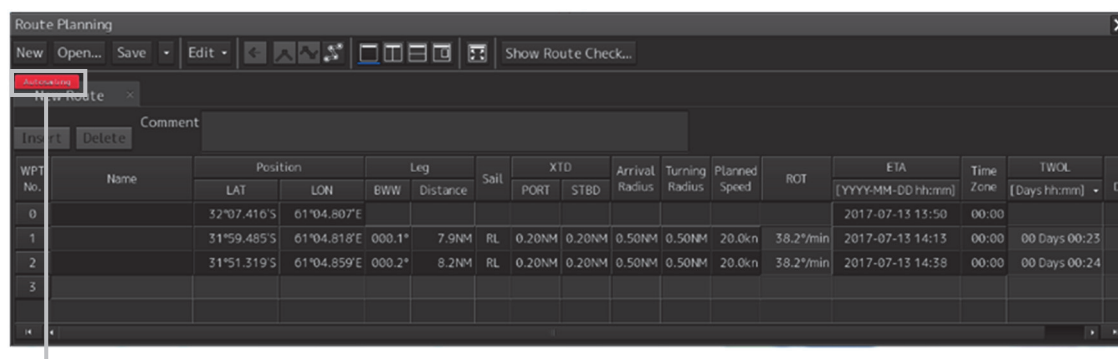 Route Planning
New Open... Save Edit Show Route Check...
New Route ×
Comment
Insert Delete
WPT No. Name Position Leg Sail XTD Arrival Radius Turning Radius Planned Speed ROT ETA Time Zone TWOL
LAT LON BWW Distance PORT STBD [YYYY-MM-DD hh:mm] [Days hh:mm]
0 32°07.416'S 61°04.807'E 2017-07-13 13:50 00:00
1 31°59.485'S 61°04.818'E 000.1° 7.9NM RL 0.20NM 0.20NM 0.50NM 0.50NM 20.0kn 38.2°/min 2017-07-13 14:13 00:00 00 Days 00:23
2 31°51.319'S 61°04.859'E 000.2° 8.2NM RL 0.20NM 0.20NM 0.50NM 0.50NM 20.0kn 38.2°/min 2017-07-13 14:38 00:00 00 Days 00:24
3